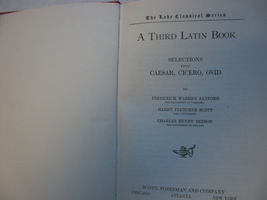 The Lake Classical Series
A THIRD LATIN BOOK
SELECTIONS
FROM
CAESAR, CICERO, OVID
BY
FREDERICK WARREN SANFORD
HARRY FLETCHER SCOTT
CHARLES HENRY BEESON
SCOTT, FORESMAN AND COMPANY
CHICAGO ATLANTA NEW YORK